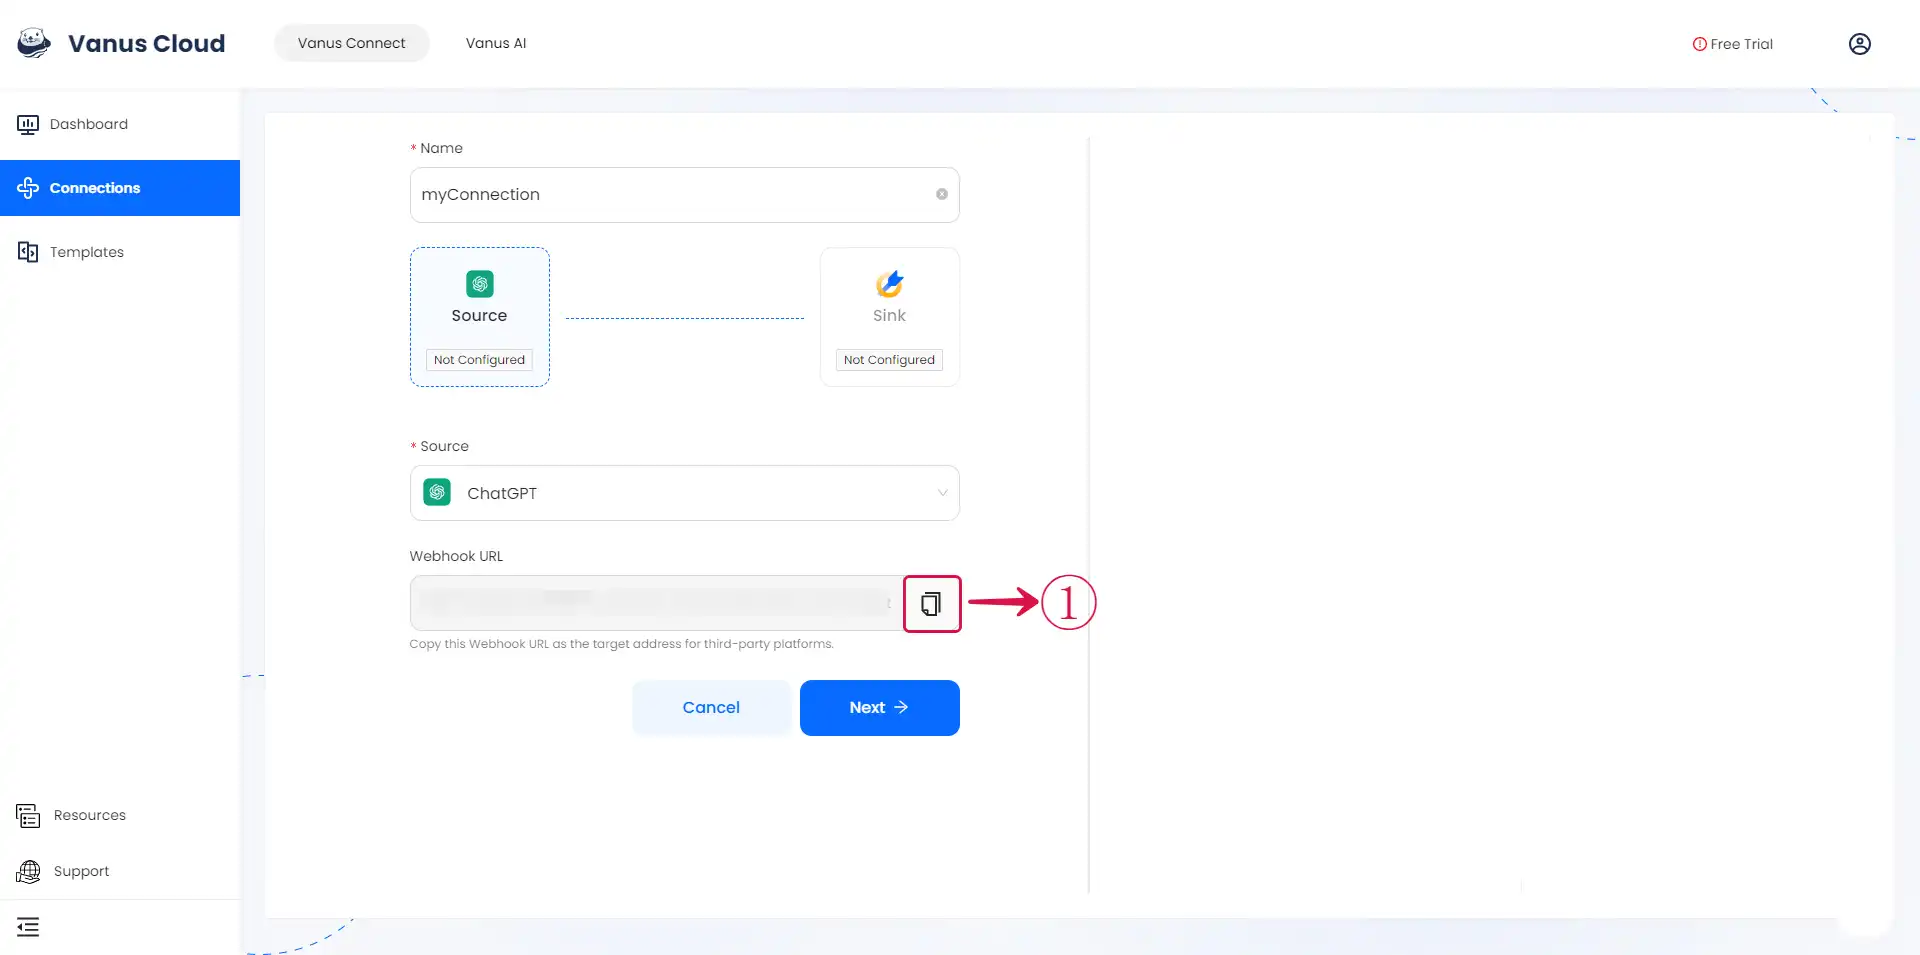 Vanus Cloud
Vanus Connect
Vanus AI
Free Trial
Dashboard
Connections
Templates
Resources
Support
* Name
myConnection
Source
Not Configured
Sink
Not Configured
* Source
ChatGPT
Webhook URL
1
Copy this Webhook URL as the target address for third-party platforms.
Cancel
Next →